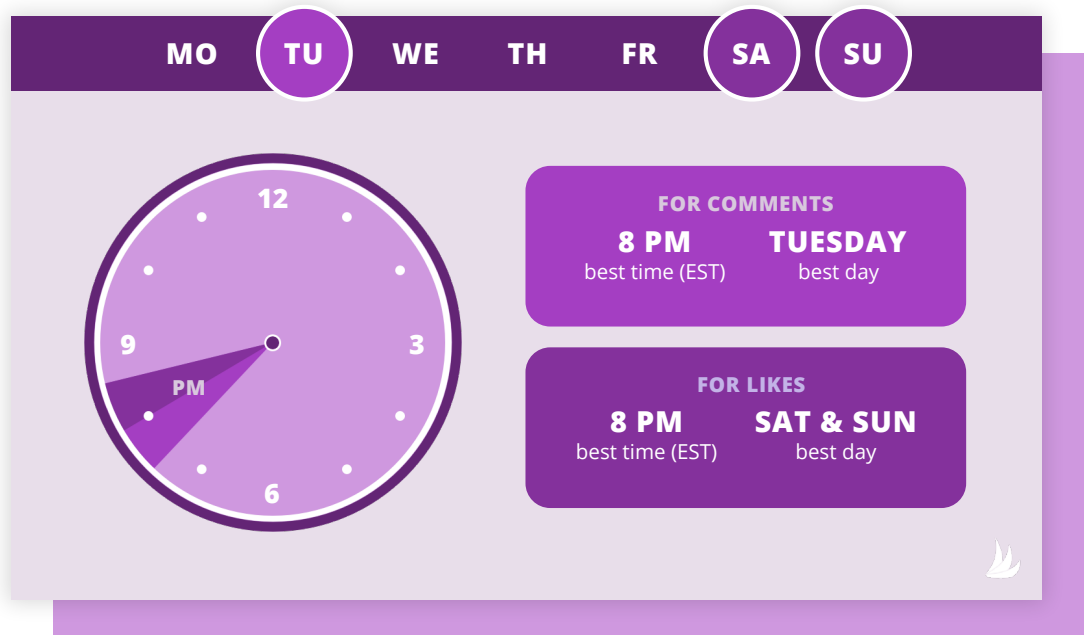 MO TU WE TH FR SA SU
12
9
3
PM
6
FOR COMMENTS
8 PM TUESDAY
best time (EST) best day
FOR LIKES
8 PM SAT & SUN
best time (EST) best day